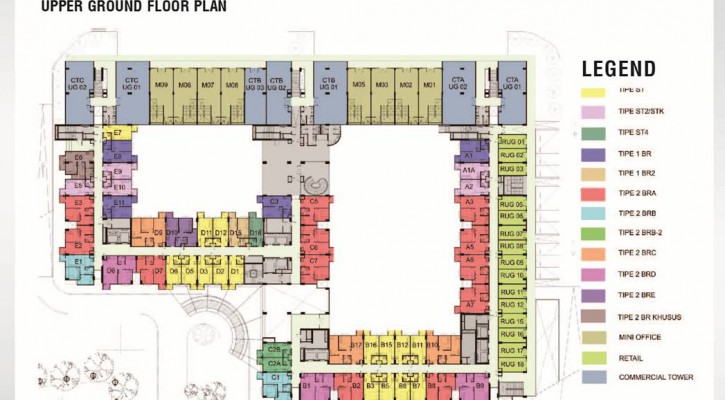 UPPER GROUND FLOOR PLAN
CTC UG 02
CTC UG 01
M09
M06
M07
M08
CTB UG 03
CTB UG 02
CTB UG 01
M05
M03
M02
M01
CTA UG 02
CTA UG 01
LEGEND
TIPE ST
TIPE ST2/STK
TIPE ST4
TIPE 1 BR
TIPE 1 BR2
TIPE 2 BRA
TIPE 2 BRB
TIPE 2 BRB-2
TIPE 2 BRC
TIPE 2 BRD
TIPE 2 BRE
TIPE 2 BR KHUSUS
MINI OFFICE
RETAIL
COMMERCIAL TOWER
E7
E8
E9
E10
E11
E6
E5
E3
E2
E1
A1
A1A
A2
A3
A5
A6
A7
RUG 01
RUG 02
RUG 03
RUG 05
RUG 07
RUG 08
RUG 10
RUG 11
RUG 12
RUG 15
RUG 16
RUG 17
RUG 18
C3
C5
C6
C7
D9
D10
D11
D12
D15
D16
D8
D7
D6
D5
D3
D2
D1
B17
B16
B15
B12
B11
B10
C2B
C2A
C1
B1
B2
B3
B5
B6
B7
B8
B9